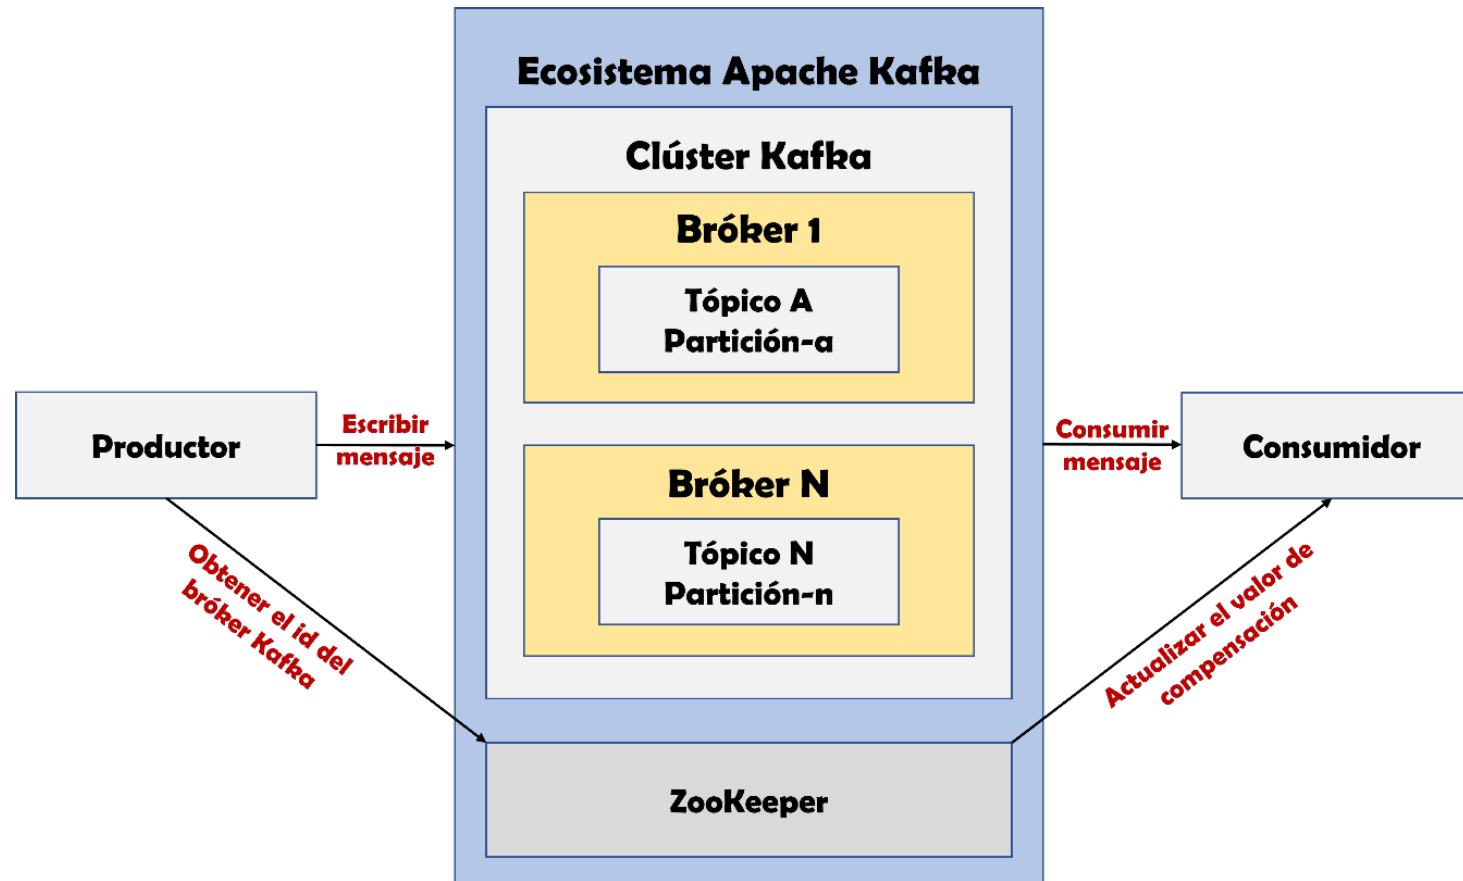 Ecosistema Apache Kafka
Clúster Kafka
Bróker 1
Tópico A
Partición-a
Productor
Escribir
mensaje
Consumir
mensaje
Consumidor
Bróker N
Tópico N
Partición-n
Obtener el id del
bróker Kafka
Actualizar el valor de
compensación
ZooKeeper